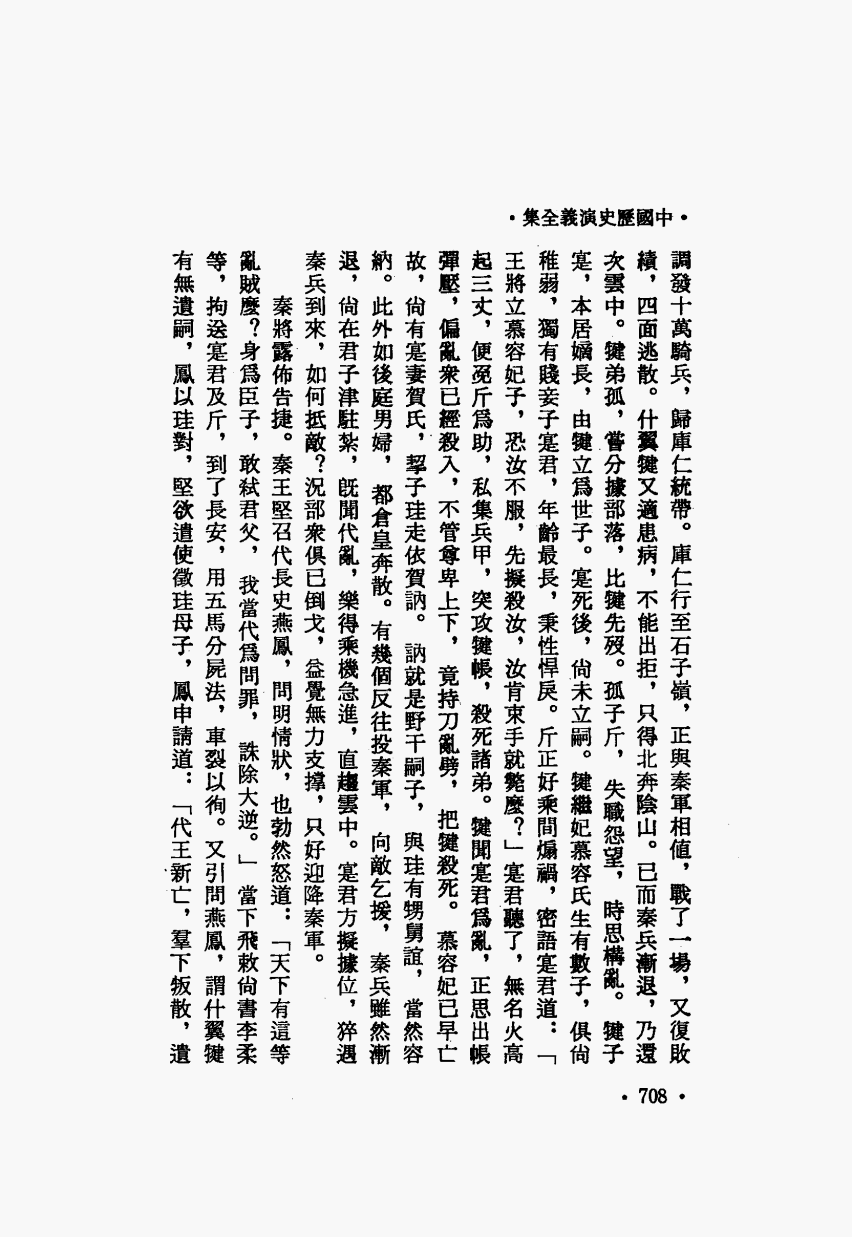 ·中國歷史演義全集·
調發十萬騎兵，歸庫仁統帶。庫仁行至石子嶺，正與秦軍相値，戰了一場，又復敗
績，四面逃散。什翼犍又適患病，不能出拒，只得北奔陰山。已而秦兵漸退，乃還
次雲中。犍弟孤，嘗分據部落，比犍先歿。孤子斤，失職怨望，時思構亂。犍子
寔，本居嫡長，由犍立爲世子。寔死後，尙未立嗣。犍繼妃慕容氏生有數子，俱尙
稚弱，獨有賤妾子寔君，年齡最長，秉性悍戾。斤正好乘間煽禍，密語寔君道：「
王將立慕容妃子，恐汝不服，先擬殺汝，汝肯束手就斃麼？」寔君聽了，無名火高
起三丈，便寃斤爲助，私集兵甲，突攻犍帳，殺死諸弟。犍聞寔君爲亂，正思出帳
彈壓，偏亂衆已經殺入，不管尊卑上下，竟持刀亂劈，把犍殺死。慕容妃已早亡
故，尙有寔妻賀氏，挈子珪走依賀訥。訥就是野干嗣子，與珪有甥舅誼，當然容
納。此外如後庭男婦，都倉皇奔散。有幾個反往投秦軍，向敵乞援，秦兵雖然漸
退，尙在君子津駐紮，旣聞代亂，樂得乘機急進，直趨雲中。寔君方擬據位，猝遇
秦兵到來，如何抵敵？況部衆俱已倒戈，益覺無力支撐，只好迎降秦軍。
秦將露佈告捷。秦王堅召代長史燕鳳，問明情狀，也勃然怒道：「天下有這等
亂賊麼？身爲臣子，敢弑君父，我當代爲問罪，誅除大逆。」當下飛敕尙書李柔
等，拘送寔君及斤，到了長安，用五馬分屍法，車裂以徇。又引問燕鳳，謂什翼犍
有無遺嗣，鳳以珪對，堅欲遣使徵珪母子，鳳申請道：「代王新亡，羣下叛散，遺
·708·